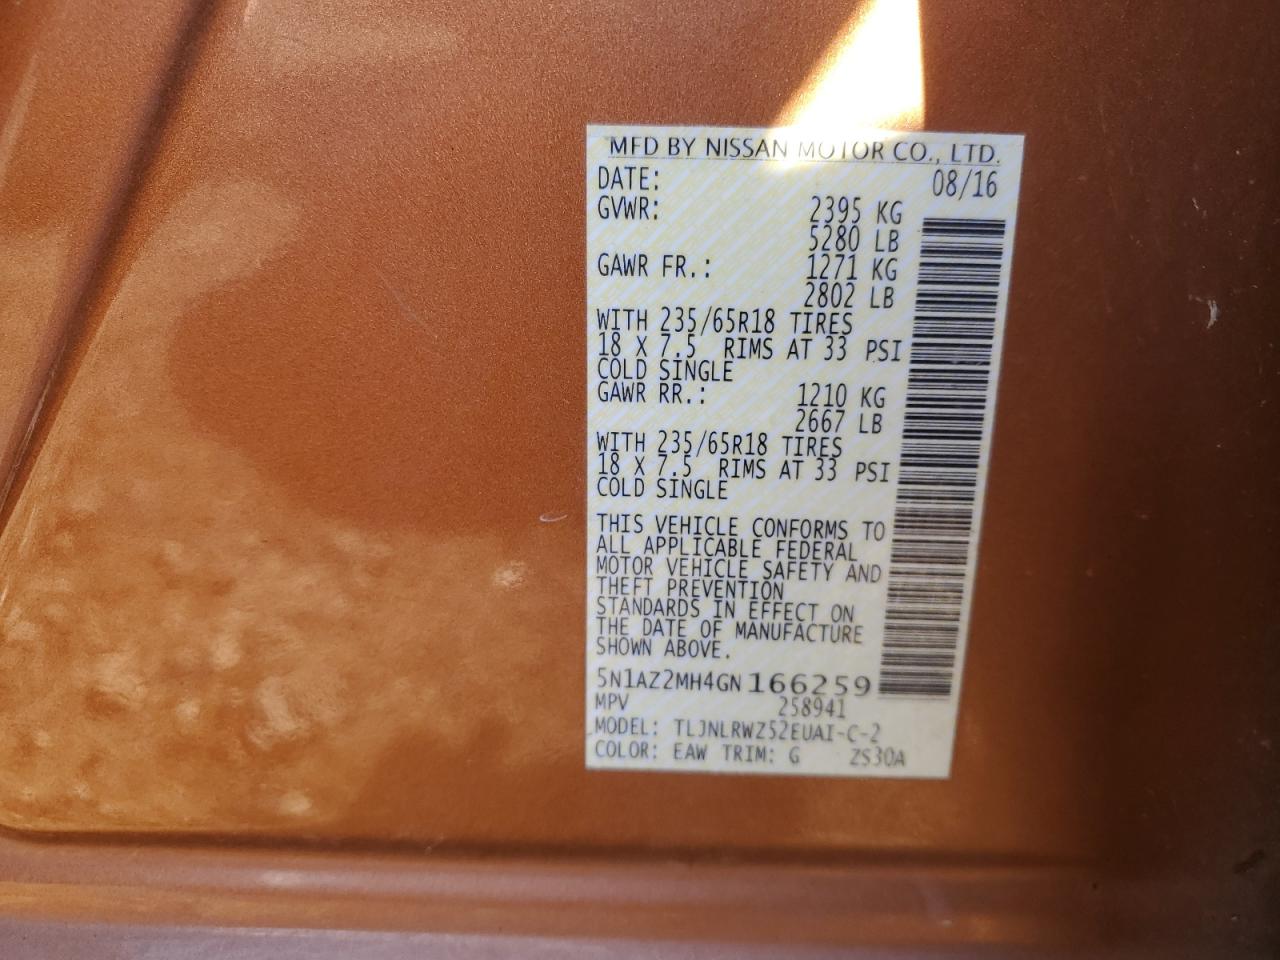 MFD BY NISSAN MOTOR CO., LTD.
DATE: 08/16
GVWR: 2395 KG
5280 LB
GAWR FR.: 1271 KG
2802 LB
WITH 235/65R18 TIRES
18 X 7.5 RIMS AT 33 PSI
COLD SINGLE
GAWR RR.: 1210 KG
2667 LB
WITH 235/65R18 TIRES
18 X 7.5 RIMS AT 33 PSI
COLD SINGLE
THIS VEHICLE CONFORMS TO
ALL APPLICABLE FEDERAL
MOTOR VEHICLE SAFETY AND
THEFT PREVENTION
STANDARDS IN EFFECT ON
THE DATE OF MANUFACTURE
SHOWN ABOVE.
5N1AZ2MH4GN166259
MPV 258941
MODEL: TLJNLRWZ52EUAI-C-2
COLOR: EAW TRIM: G ZS30A